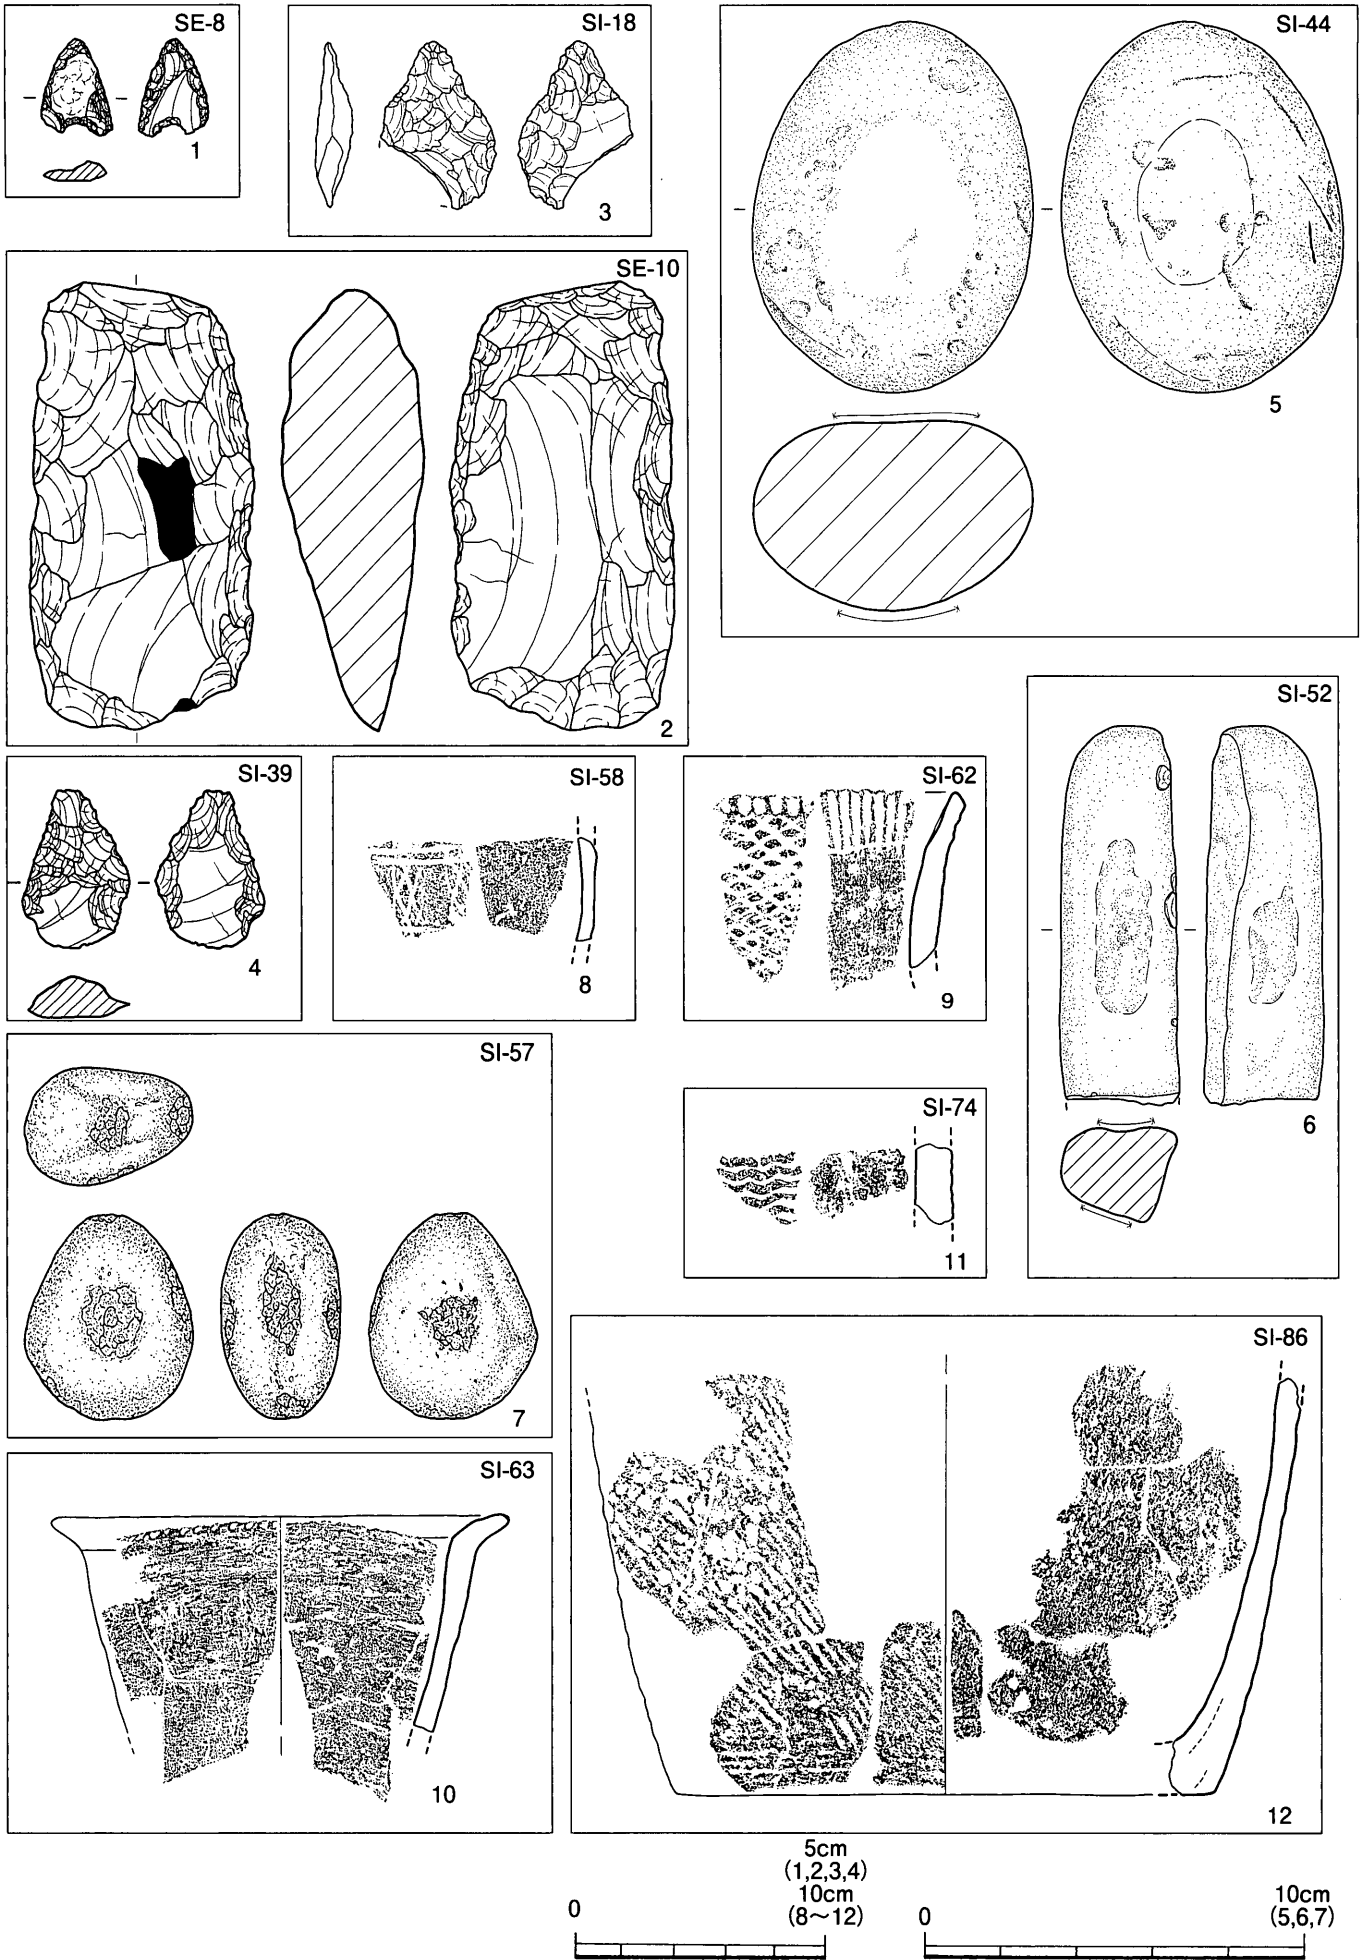 SE-8
1
SI-18
3
SI-44
5
SE-10
2
SI-52
6
SI-39
4
SI-58
8
SI-62
9
SI-57
7
SI-74
11
SI-63
10
SI-86
12
5cm
(1,2,3,4)
10cm
(8〜12)
0
10cm
(5,6,7)
0